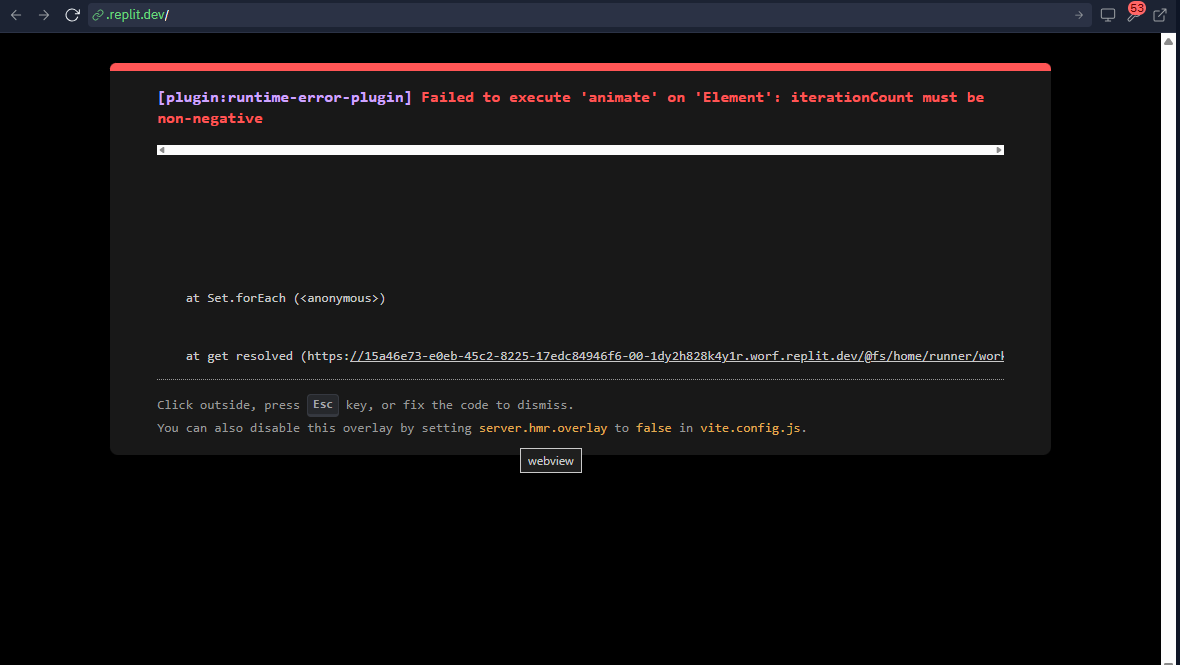 .replit.dev/
53
[plugin:runtime-error-plugin] Failed to execute 'animate' on 'Element': iterationCount must be
non-negative
at Set.forEach (<anonymous>)
at get resolved (https://15a46e73-e0eb-45c2-8225-17edc84946f6-00-1dy2h828k4y1r.worf.replit.dev/@fs/home/runner/work
Click outside, press Esc key, or fix the code to dismiss.
You can also disable this overlay by setting server.hmr.overlay to false in vite.config.js.
webview